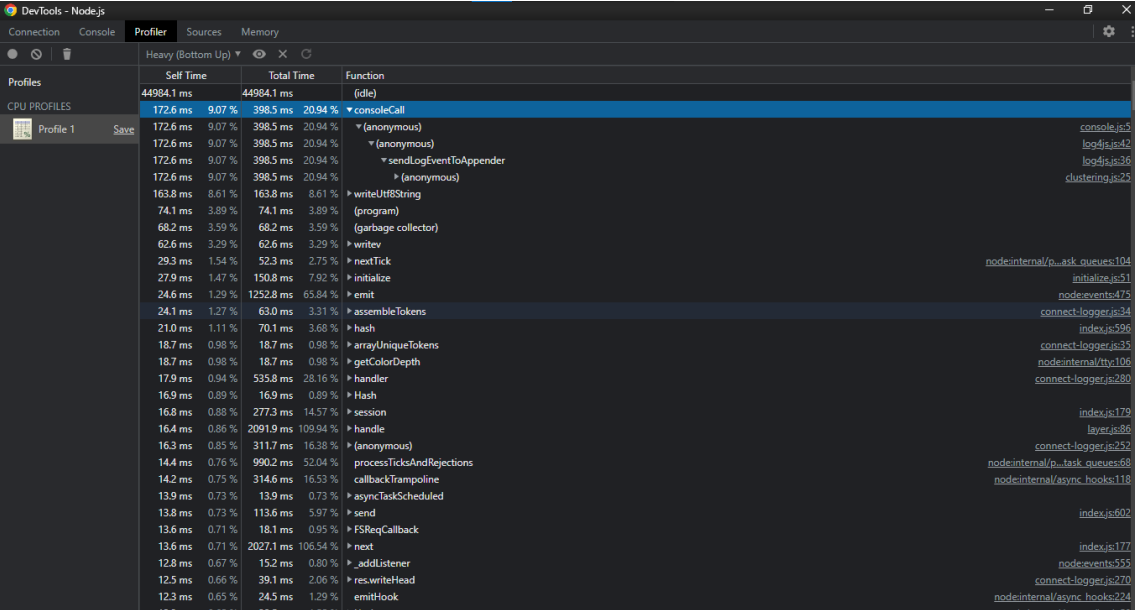 DevTools - Node.js
Connection Console Profiler Sources Memory
Heavy (Bottom Up)
Profiles
CPU PROFILES
Profile 1 Save
Self Time Total Time Function
44984.1 ms 44984.1 ms (idle)
172.6 ms 9.07 % 398.5 ms 20.94 % consoleCall
172.6 ms 9.07 % 398.5 ms 20.94 % (anonymous) console.js:5
172.6 ms 9.07 % 398.5 ms 20.94 % (anonymous) log4js.js:42
172.6 ms 9.07 % 398.5 ms 20.94 % sendLogEventToAppender log4js.js:36
172.6 ms 9.07 % 398.5 ms 20.94 % (anonymous) clustering.js:25
163.8 ms 8.61 % 163.8 ms 8.61 % writeUtf8String
74.1 ms 3.89 % 74.1 ms 3.89 % (program)
68.2 ms 3.59 % 68.2 ms 3.59 % (garbage collector)
62.6 ms 3.29 % 62.6 ms 3.29 % writev
29.3 ms 1.54 % 52.3 ms 2.75 % nextTick node:internal/p...ask_queues:104
27.9 ms 1.47 % 150.8 ms 7.92 % initialize initialize.js:51
24.6 ms 1.29 % 1252.8 ms 65.84 % emit node:events:475
24.1 ms 1.27 % 63.0 ms 3.31 % assembleTokens connect-logger.js:34
21.0 ms 1.11 % 70.1 ms 3.68 % hash index.js:596
18.7 ms 0.98 % 18.7 ms 0.98 % arrayUniqueTokens connect-logger.js:35
18.7 ms 0.98 % 18.7 ms 0.98 % getColorDepth node:internal/tty:106
17.9 ms 0.94 % 535.8 ms 28.16 % handler connect-logger.js:280
16.9 ms 0.89 % 16.9 ms 0.89 % Hash
16.8 ms 0.88 % 277.3 ms 14.57 % session index.js:179
16.4 ms 0.86 % 2091.9 ms 109.94 % handle layer.js:86
16.3 ms 0.85 % 311.7 ms 16.38 % (anonymous) connect-logger.js:252
14.4 ms 0.76 % 990.2 ms 52.04 % processTicksAndRejections node:internal/p...task_queues:68
14.2 ms 0.75 % 314.6 ms 16.53 % callbackTrampoline node:internal/async_hooks:118
13.9 ms 0.73 % 13.9 ms 0.73 % asyncTaskScheduled
13.8 ms 0.73 % 113.6 ms 5.97 % send index.js:602
13.6 ms 0.71 % 18.1 ms 0.95 % FSReqCallback
13.6 ms 0.71 % 2027.1 ms 106.54 % next index.js:177
12.8 ms 0.67 % 15.2 ms 0.80 % _addListener node:events:555
12.5 ms 0.66 % 39.1 ms 2.06 % res.writeHead connect-logger.js:270
12.3 ms 0.65 % 24.5 ms 1.29 % emitHook node:internal/async_hooks:224